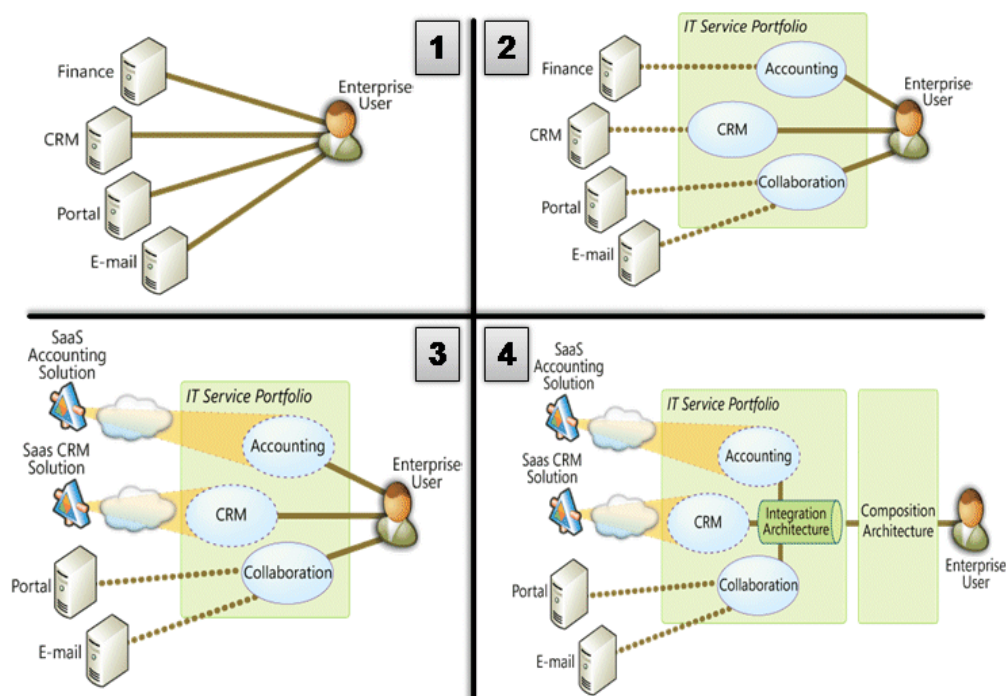 1
Finance
Enterprise
User
CRM
Portal
E-mail
2
IT Service Portfolio
Finance
Accounting
Enterprise
User
CRM
CRM
Collaboration
Portal
E-mail
3
SaaS
Accounting
Solution
IT Service Portfolio
Accounting
Saas CRM
Solution
Enterprise
User
CRM
Collaboration
Portal
E-mail
4
SaaS
Accounting
Solution
IT Service Portfolio
Accounting
Saas CRM
Solution
CRM
Integration
Architecture
Composition
Architecture
Enterprise
User
Collaboration
Portal
E-mail